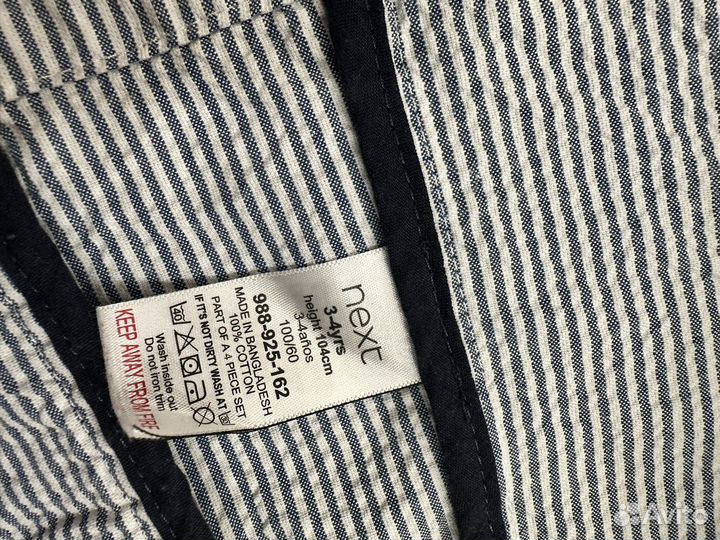 next
3-4yrs
height 104cm
3-4años
100/60
988-925-162
MADE IN BANGLADESH
100% COTTON
PART OF A 4 PIECE SET
IF IT'S NOT DIRTY WASH AT 30
40
Wash inside out
Do not iron trim
KEEP AWAY FROM FIRE
Avito